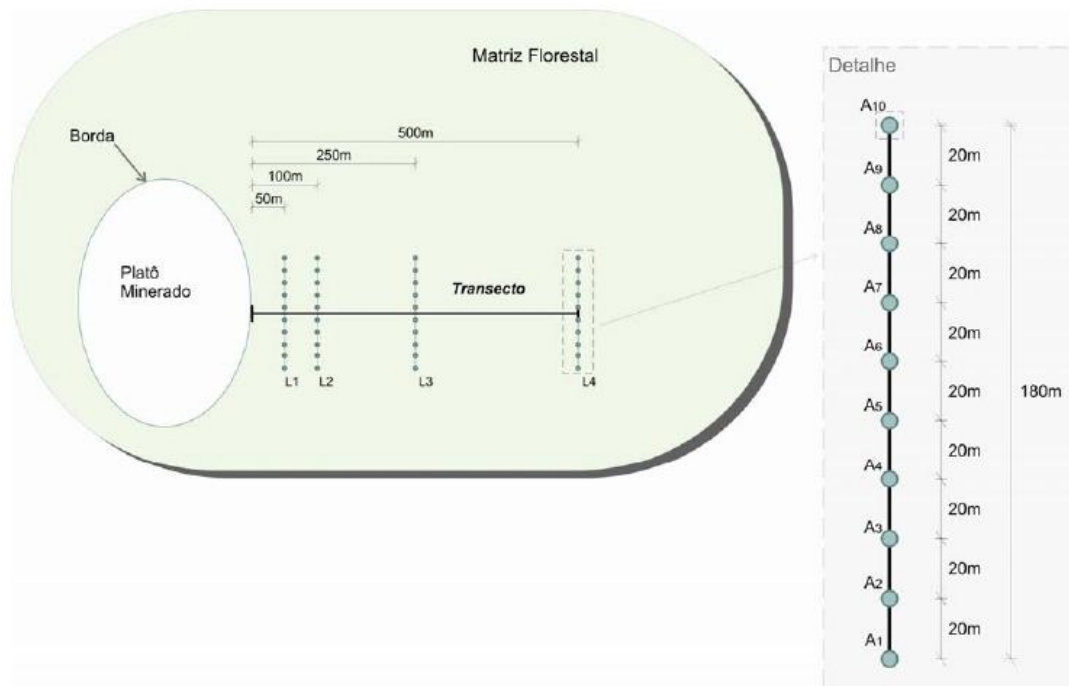 Matriz Florestal
Borda
500m
250m
100m
50m
Platô
Minerado
Transecto
L1
L2
L3
L4
Detalhe
A10
20m
A9
20m
A8
20m
A7
20m
A6
20m
A5
20m
180m
A4
20m
A3
20m
A2
20m
A1